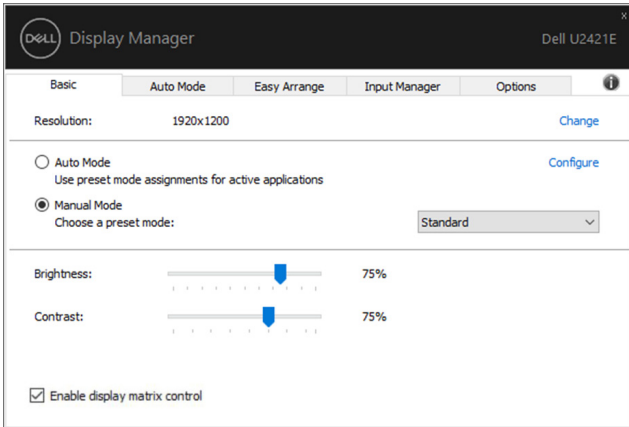 x
DELL Display Manager Dell U2421E
Basic Auto Mode Easy Arrange Input Manager Options i
Resolution: 1920x1200 Change
Auto Mode Configure
Use preset mode assignments for active applications
Manual Mode
Choose a preset mode: Standard
Brightness: 75%
Contrast: 75%
Enable display matrix control